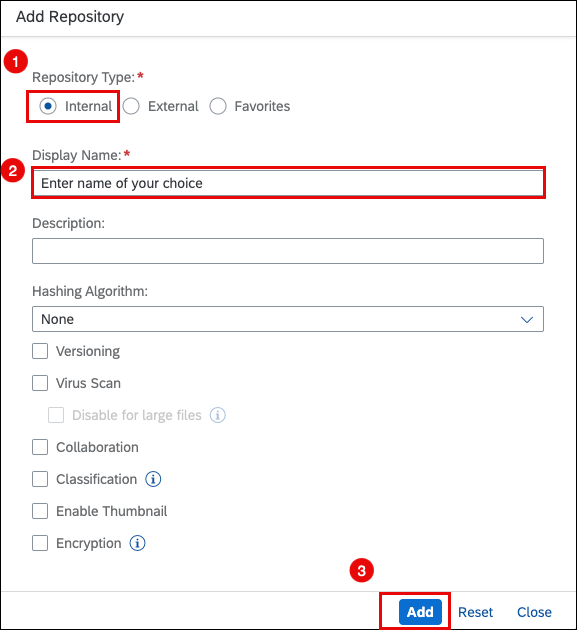 Add Repository
1
Repository Type:*
Internal External Favorites
Display Name:*
2
Enter name of your choice
Description:
Hashing Algorithm:
None
Versioning
Virus Scan
Disable for large files i
Collaboration
Classification i
Enable Thumbnail
Encryption i
3
Add Reset Close